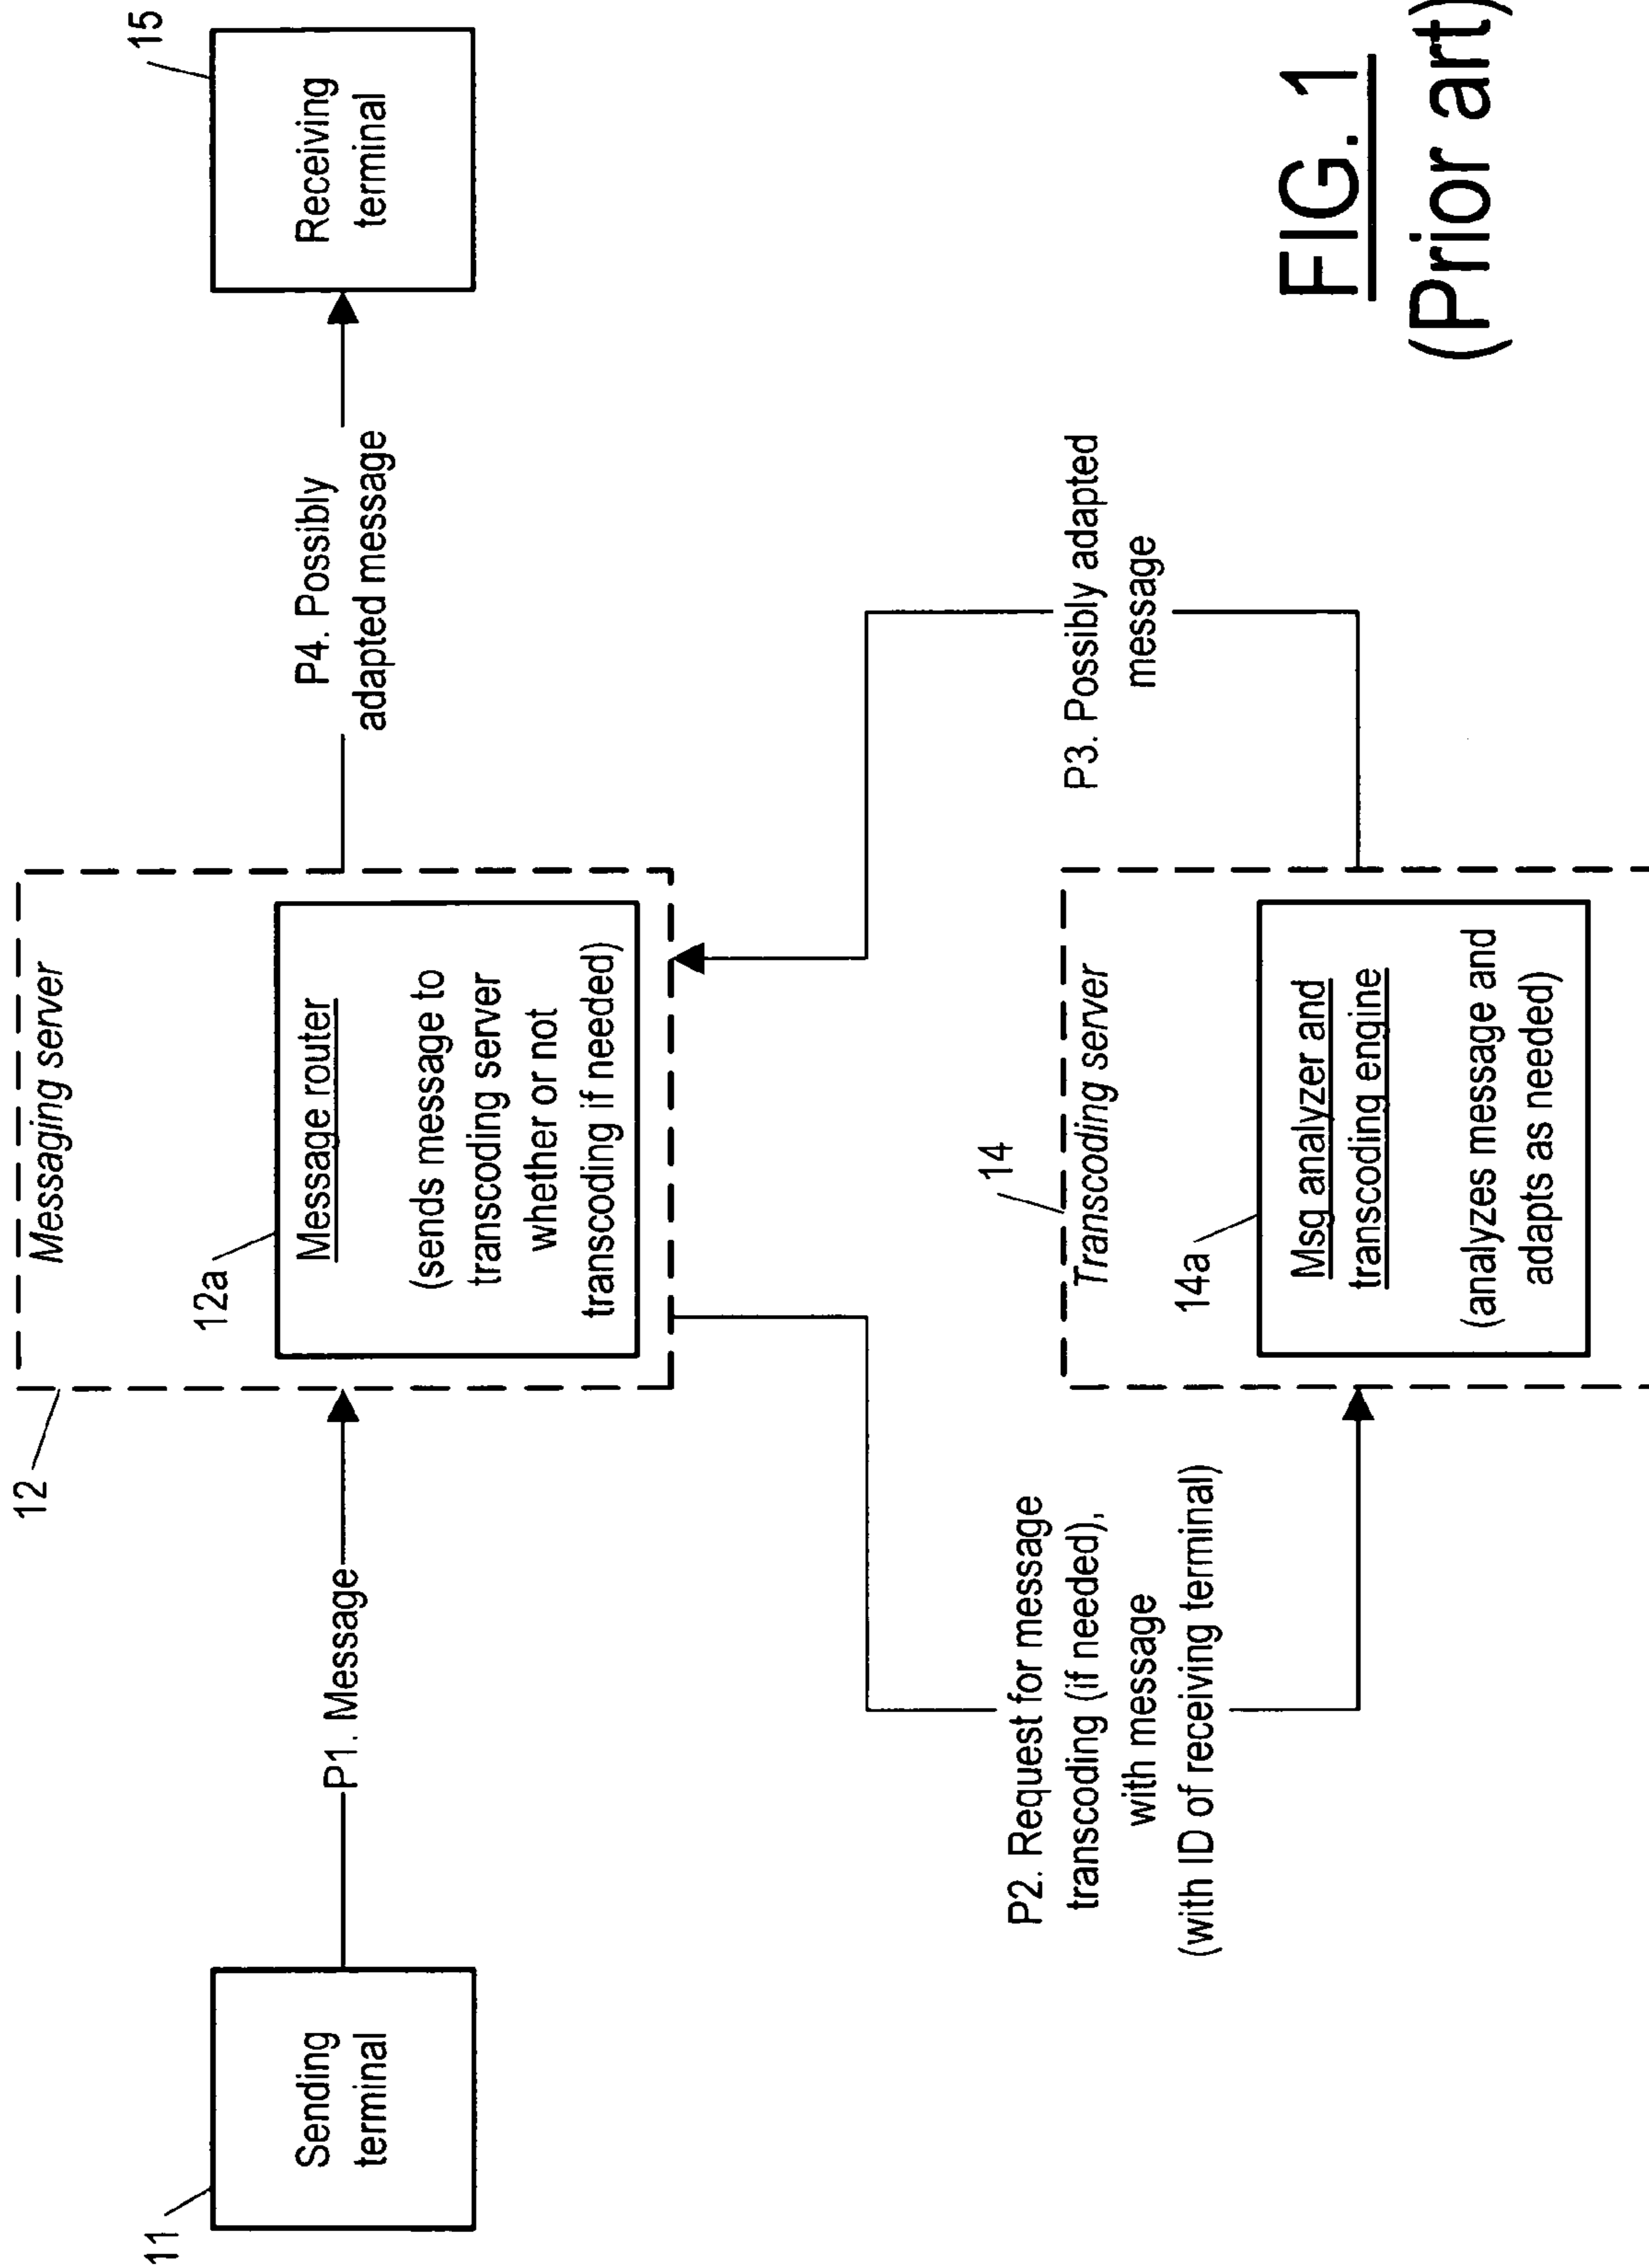 11
Sending
terminal
P1. Message
12
Messaging server
12a
Message router
(sends message to
transcoding server
whether or not
transcoding if needed)
P4. Possibly
adapted message
15
Receiving
terminal
P2. Request for message
transcoding (if needed),
with message
(with ID of receiving terminal)
14
Transcoding server
14a
Msg analyzer and
transcoding engine
(analyzes message and
adapts as needed)
P3. Possibly adapted
message
FIG. 1
(Prior art)